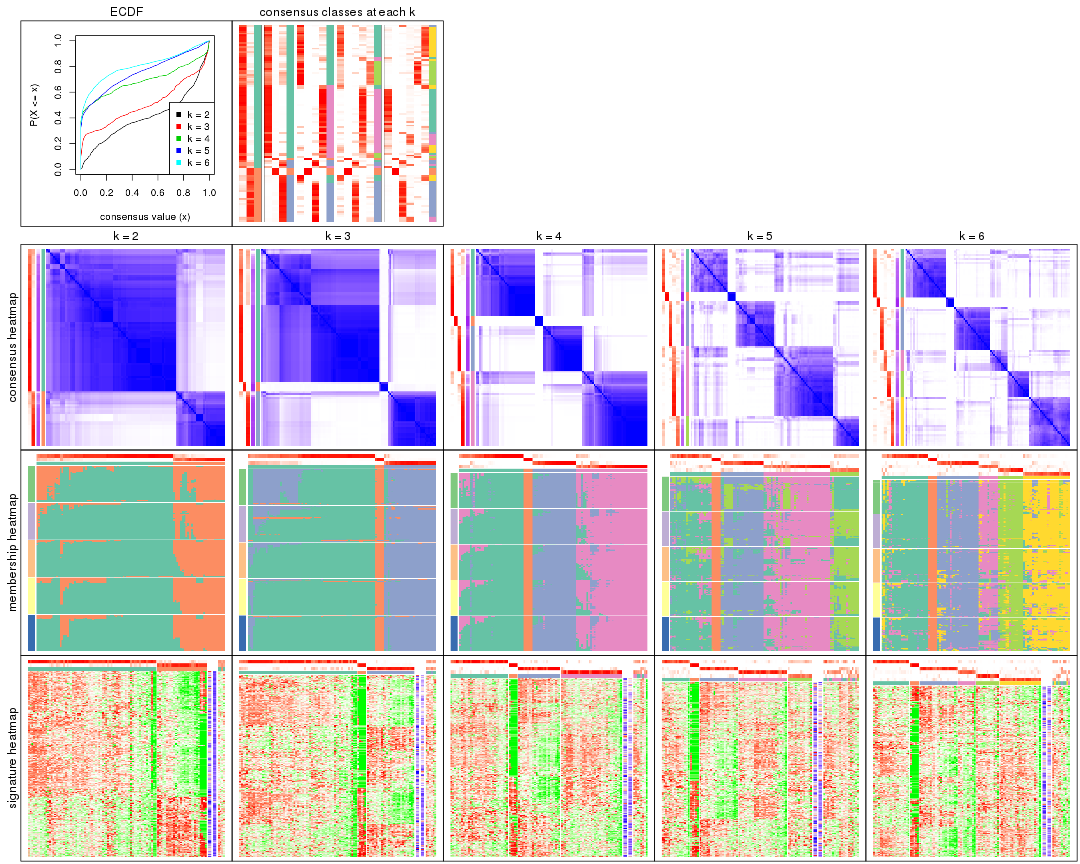 ECDF
consensus classes at each k
P(X <= x)
0.0 0.2 0.4 0.6 0.8 1.0
k = 2
k = 3
k = 4
k = 5
k = 6
0.0 0.2 0.4 0.6 0.8 1.0
consensus value (x)
k = 2 k = 3 k = 4 k = 5 k = 6
consensus heatmap
membership heatmap
signature heatmap